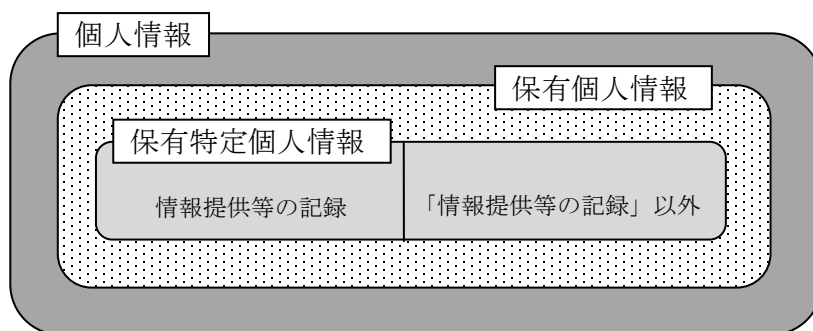 個人情報
保有個人情報
保有特定個人情報
情報提供等の記録
「情報提供等の記録」以外